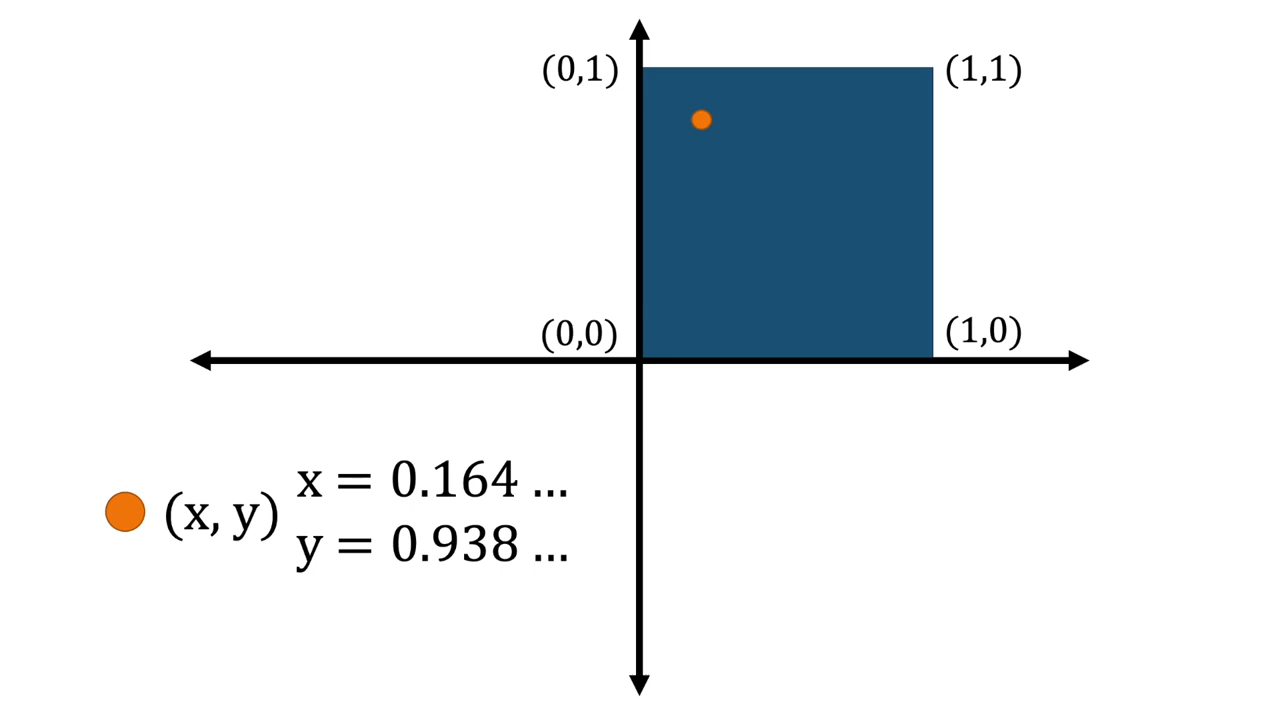 (0,1)
(1,1)
(0,0)
(1,0)
(x, y)
x = 0.164 ...
y = 0.938 ...